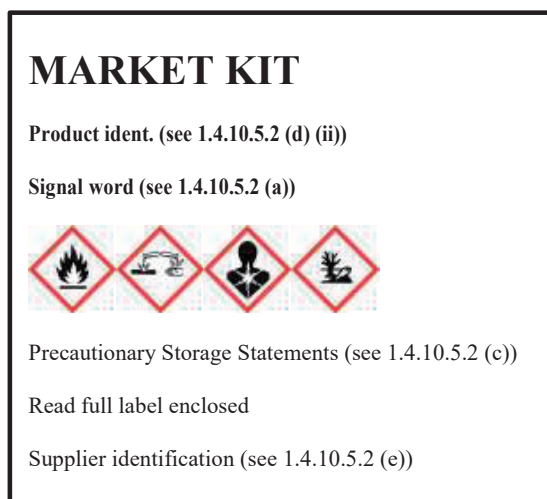 MARKET KIT
Product ident. (see 1.4.10.5.2 (d) (ii))
Signal word (see 1.4.10.5.2 (a))
Precautionary Storage Statements (see 1.4.10.5.2 (c))
Read full label enclosed
Supplier identification (see 1.4.10.5.2 (e))